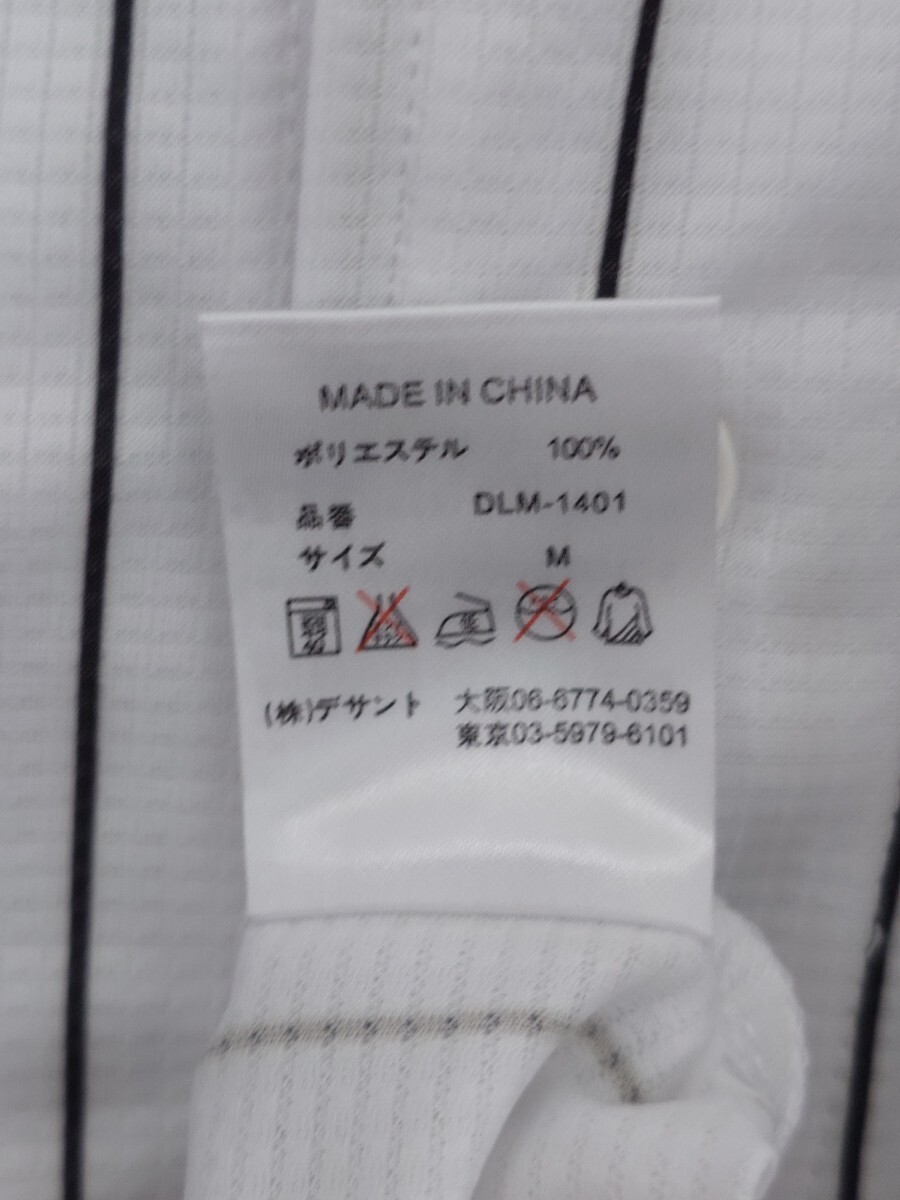 MADE IN CHINA
ポリエステル 100%
品番 DLM-1401
サイズ M
低
(株)デサント 大阪06-6774-0359
東京03-5979-6101